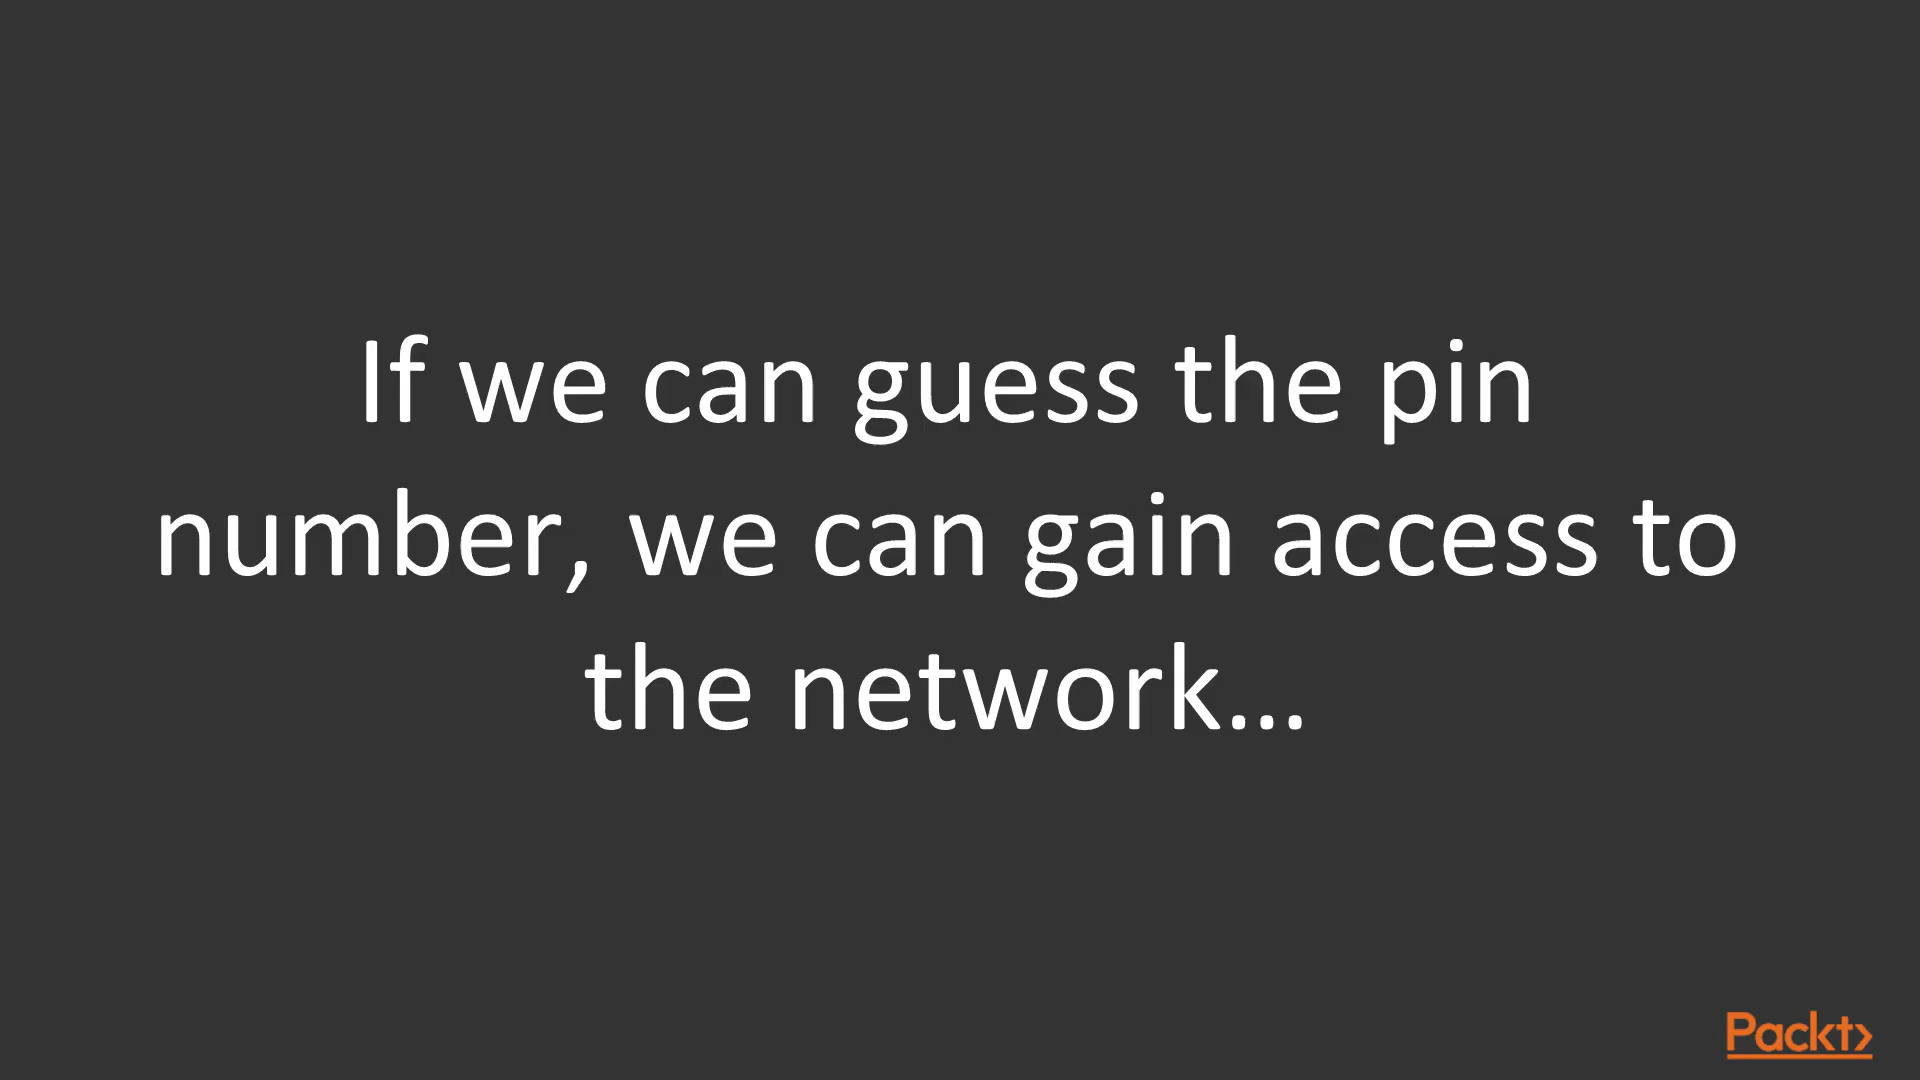 If we can guess the pin
number, we can gain access to
the network...
Packt>